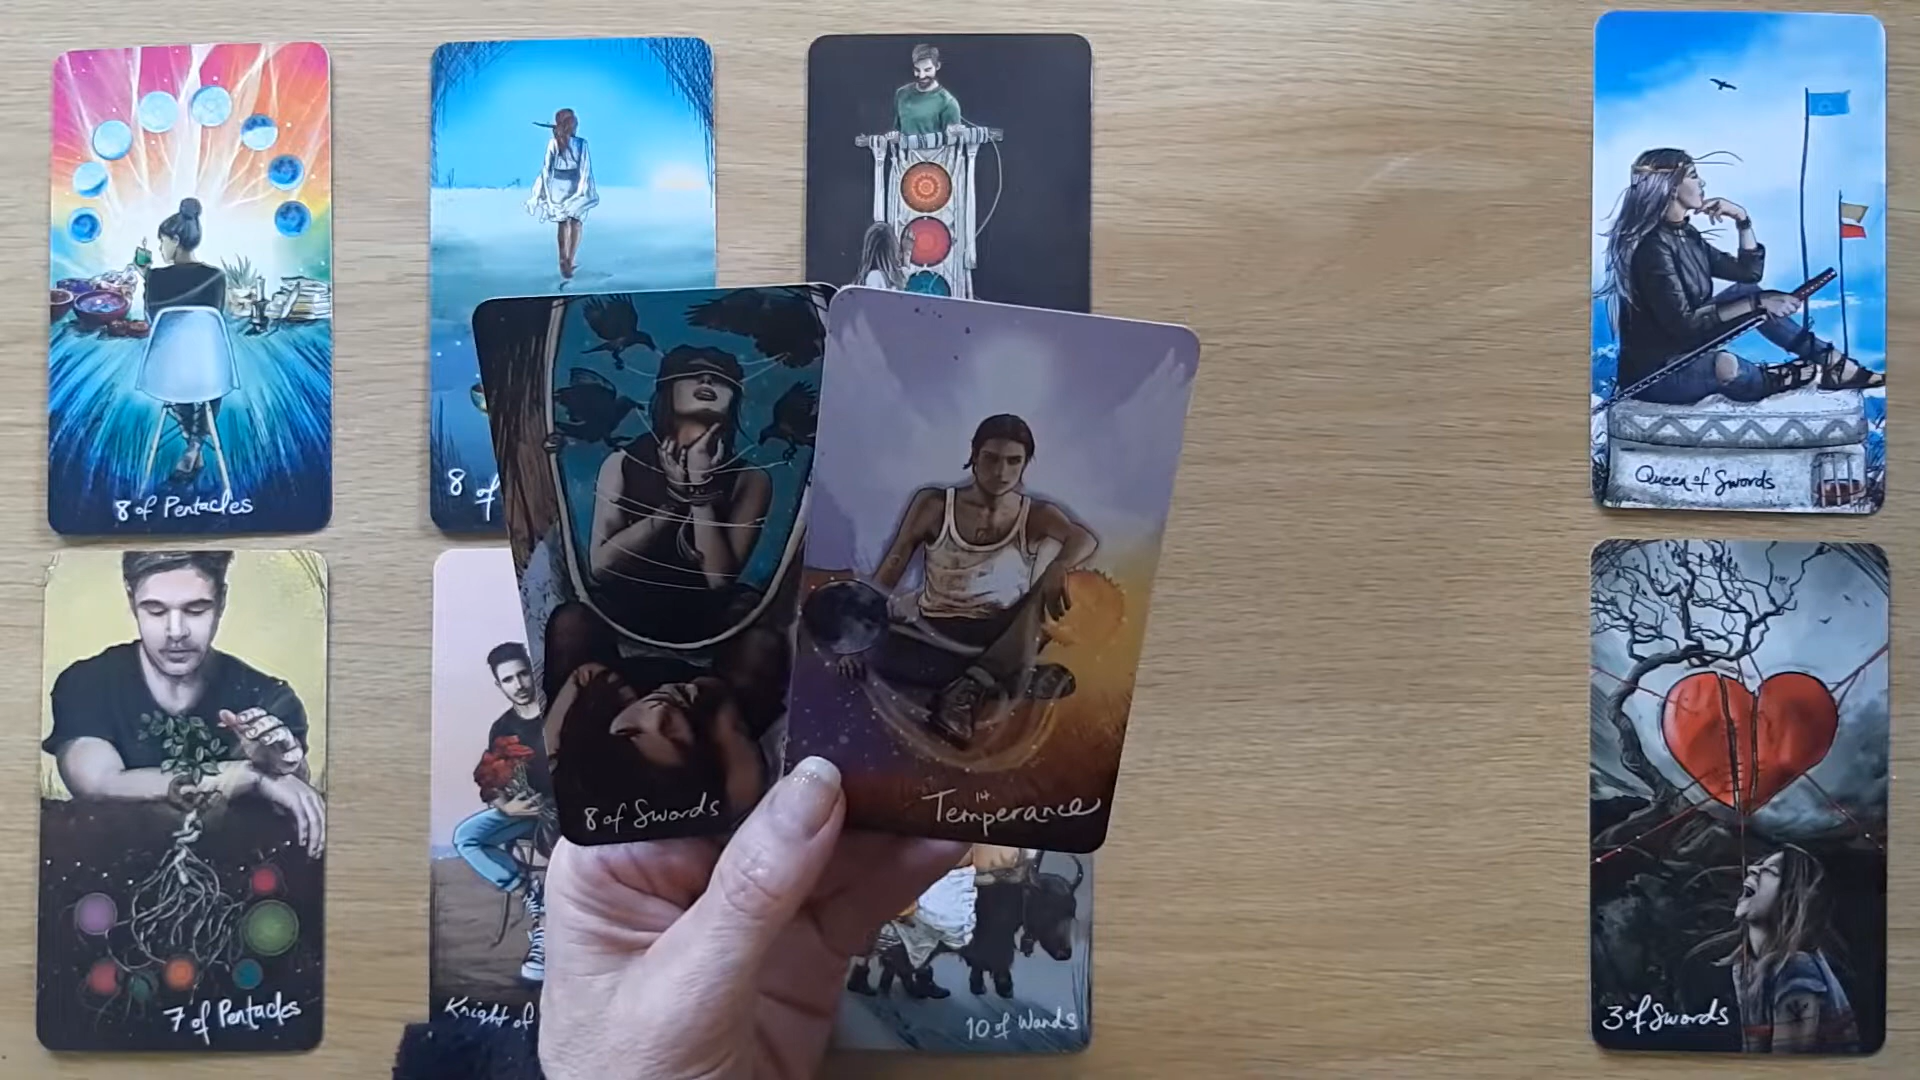 8 of Pentacles
8 of
Queen of Swords
8 of Swords
14
Temperance
7 of Pentacles
Knight of
10 of Wands
3 of Swords